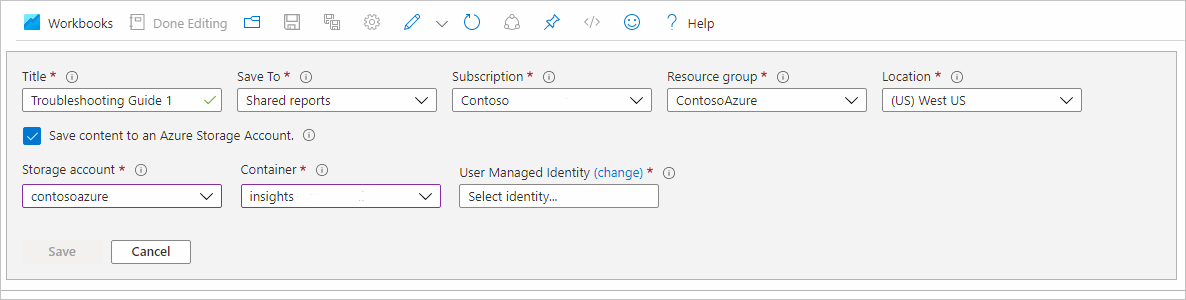 Workbooks Done Editing ? Help
Title * Save To * Subscription * Resource group * Location *
Troubleshooting Guide 1 Shared reports Contoso ContosoAzure (US) West US
Save content to an Azure Storage Account.
Storage account * Container * User Managed Identity (change) *
contosoazure insights Select identity...
Save Cancel